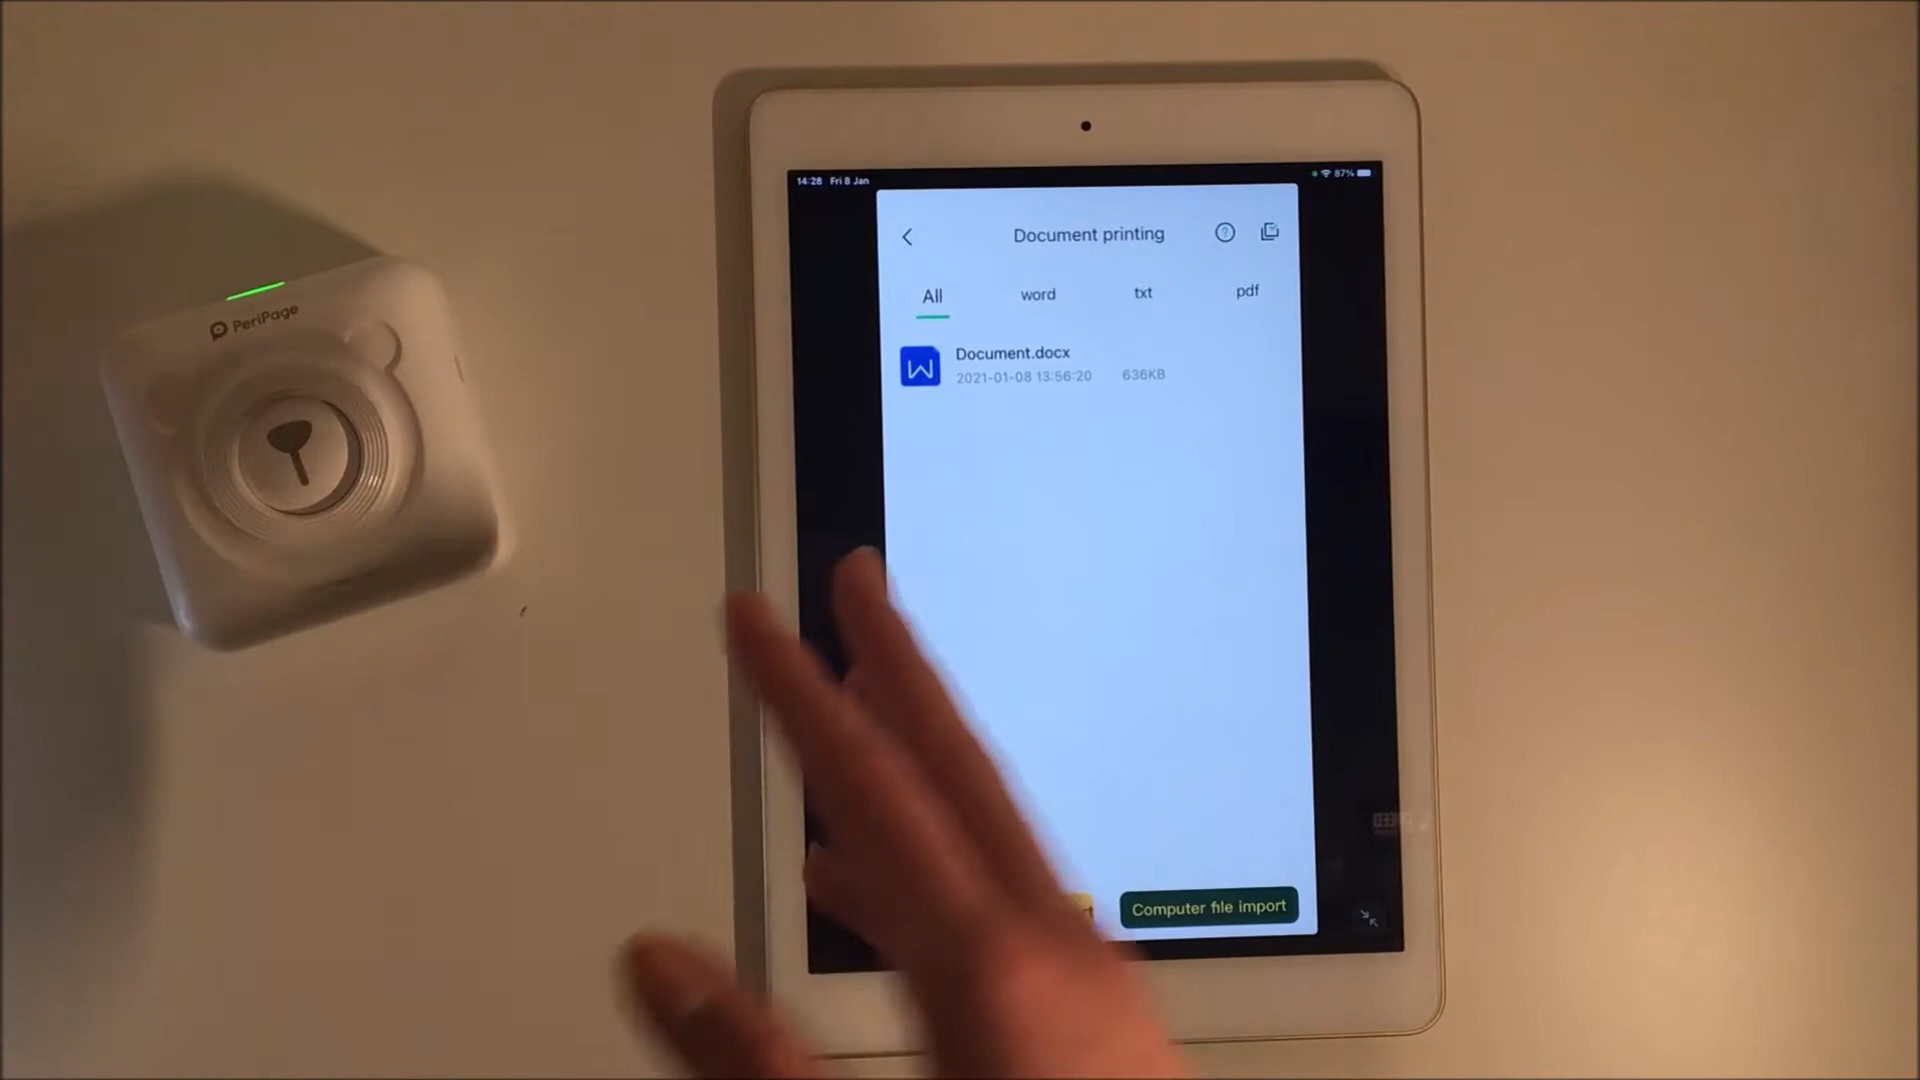 PeriPage
14:28 Fri 8 Jan
87%
Document printing
All word txt pdf
Document.docx
2021-01-08 13:56:20 636KB
Computer file import